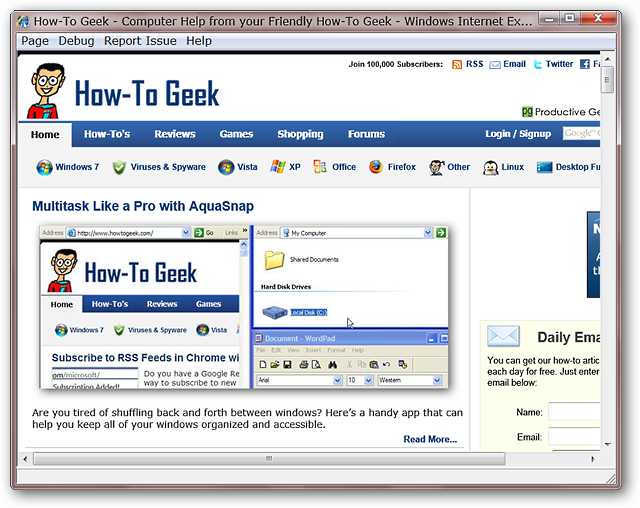 How-To Geek - Computer Help from your Friendly How-To Geek - Windows Internet Ex...
Page Debug Report Issue Help
Join 100,000 Subscribers: RSS Email Twitter Fa
How-To Geek
pg Productive Ge
Home How-To's Reviews Games Shopping Forums Login / Signup Google™ C
Windows 7 Viruses & Spyware Vista XP Office Firefox Other Linux Desktop Fu
Multitask Like a Pro with AquaSnap
Address http://www.howtogeek.com/ Go Links »
Address My Computer
How-To Geek
Shared Documents
Hard Disk Drives
Local Disk (C:)
Home How-To's Reviews Games
Windows 7 Viruses & Spyware Vista
Document - WordPad
File Edit View Insert Format Help
Subscribe to RSS Feeds in Chrome wi
om/microsoft/
Subscription Added!
Do you have a Google Re
way to subscribe to new
Arial 10 Western
Are you tired of shuffling back and forth between windows? Here's a handy app that can
help you keep all of your windows organized and accessible.
Read More...
N
A
th
Daily Ema
You can get our how-to artic
each day for free. Just enter
email below:
Name:
Email: